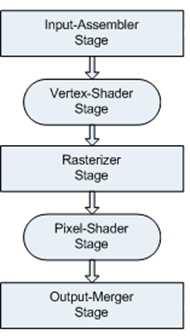 Input-Assembler
Stage
Vertex-Shader
Stage
Rasterizer
Stage
Pixel-Shader
Stage
Output-Merger
Stage